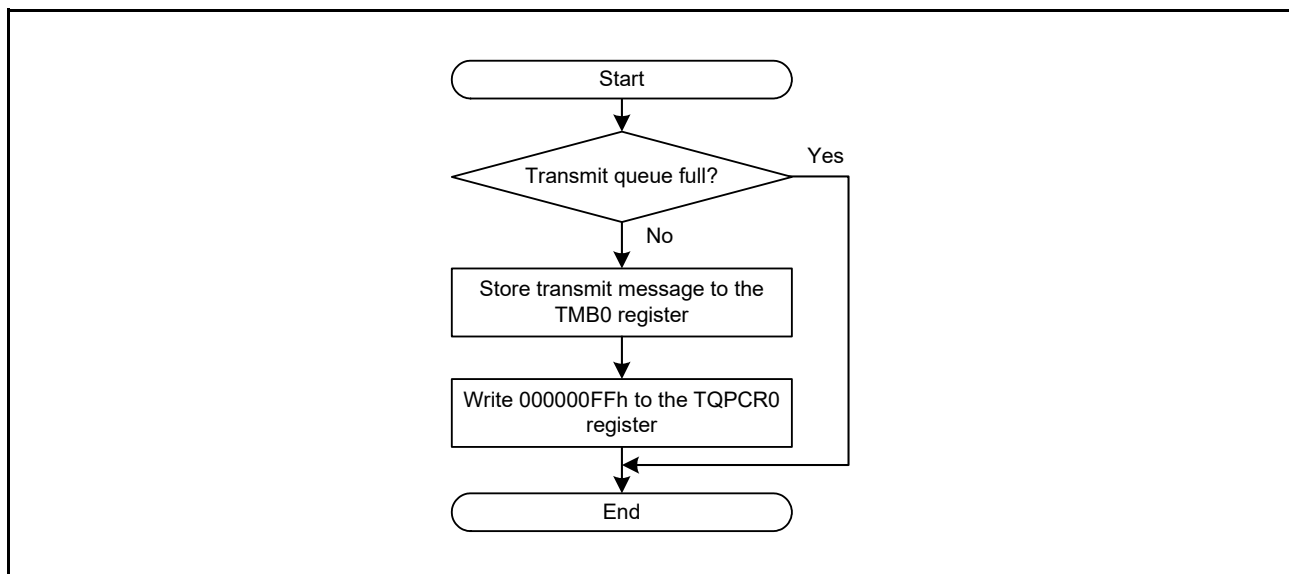 Start
Transmit queue full?
Yes
No
Store transmit message to the
TMB0 register
Write 000000FFh to the TQPCR0
register
End